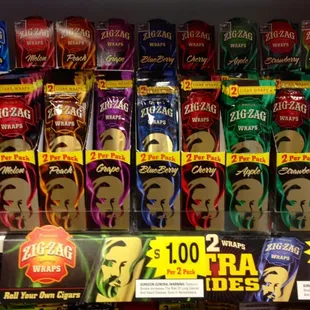 ZIG-ZAG ZIG-ZAG ZIG-ZAG ZIG-ZAG ZIG-ZAG ZIG-ZAG ZIG-ZAG
WRAPS WRAPS WRAPS WRAPS WRAPS WRAPS WRAPS
Melon Peach Grape BlueBerry Cherry Apple Strawberry
ZIG-ZAG ZIG-ZAG ZIG-ZAG ZIG-ZAG ZIG-ZAG ZIG-ZAG ZIG-ZAG
WRAPS WRAPS WRAPS WRAPS WRAPS WRAPS WRAPS
2 Per Pack 2 Per Pack 2 Per Pack 2 Per Pack 2 Per Pack 2 Per Pack 2 Per
Melon Peach Grape BlueBerry Cherry Apple Strawbe
ZIG-ZAG
WRAPS
Roll Your Own Cigars
$1.00
Per 2 Pack
SURGEON GENERAL WARNING:
2 WRAPS
TRA
IDES
ZIG-ZAG
WRAPS